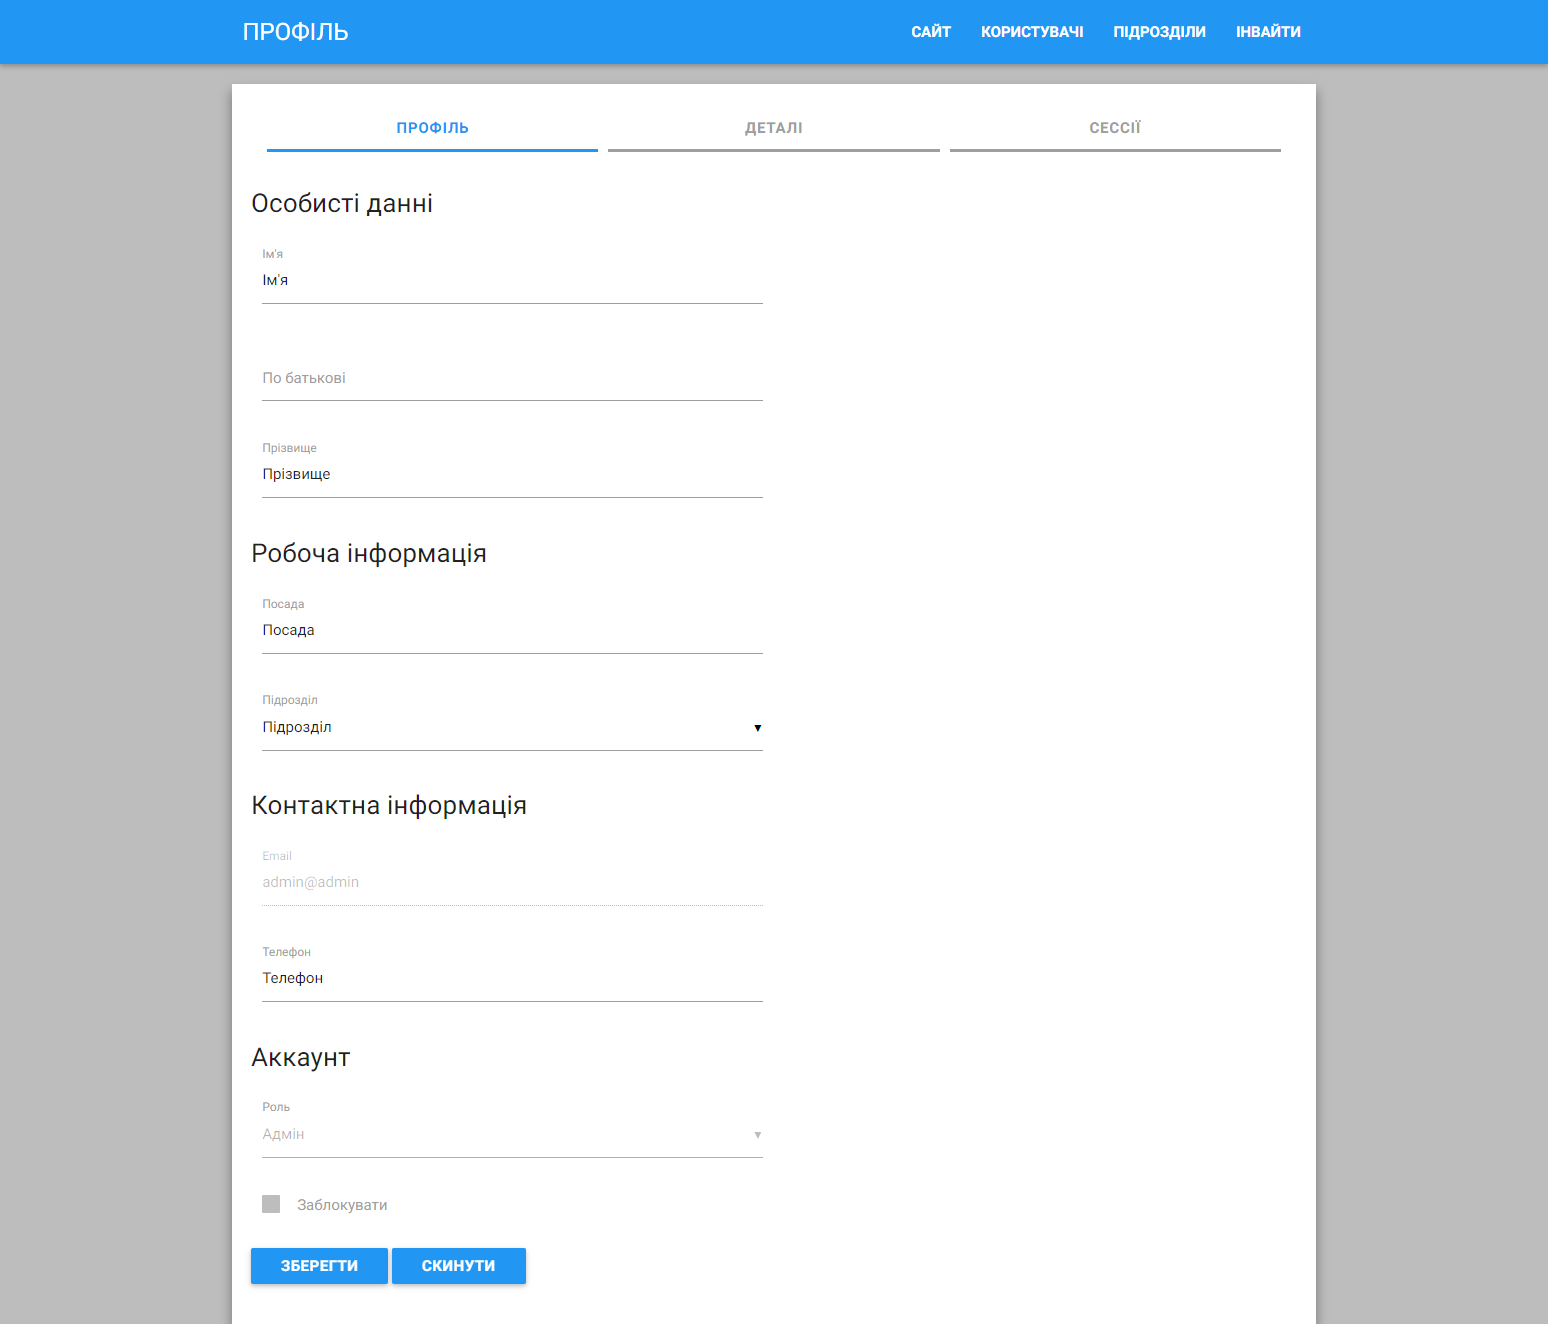 ПРОФІЛЬ САЙТ КОРИСТУВАЧІ ПІДРОЗДІЛИ ІНВАЙТИ
ПРОФІЛЬ ДЕТАЛІ СЕССІЇ
Особисті данні
Ім'я
Ім'я
По батькові
Прізвище
Прізвище
Робоча інформація
Посада
Посада
Підрозділ
Підрозділ
Контактна інформація
Email
admin@admin
Телефон
Телефон
Аккаунт
Роль
Адмін
Заблокувати
ЗБЕРЕГТИ СКИНУТИ